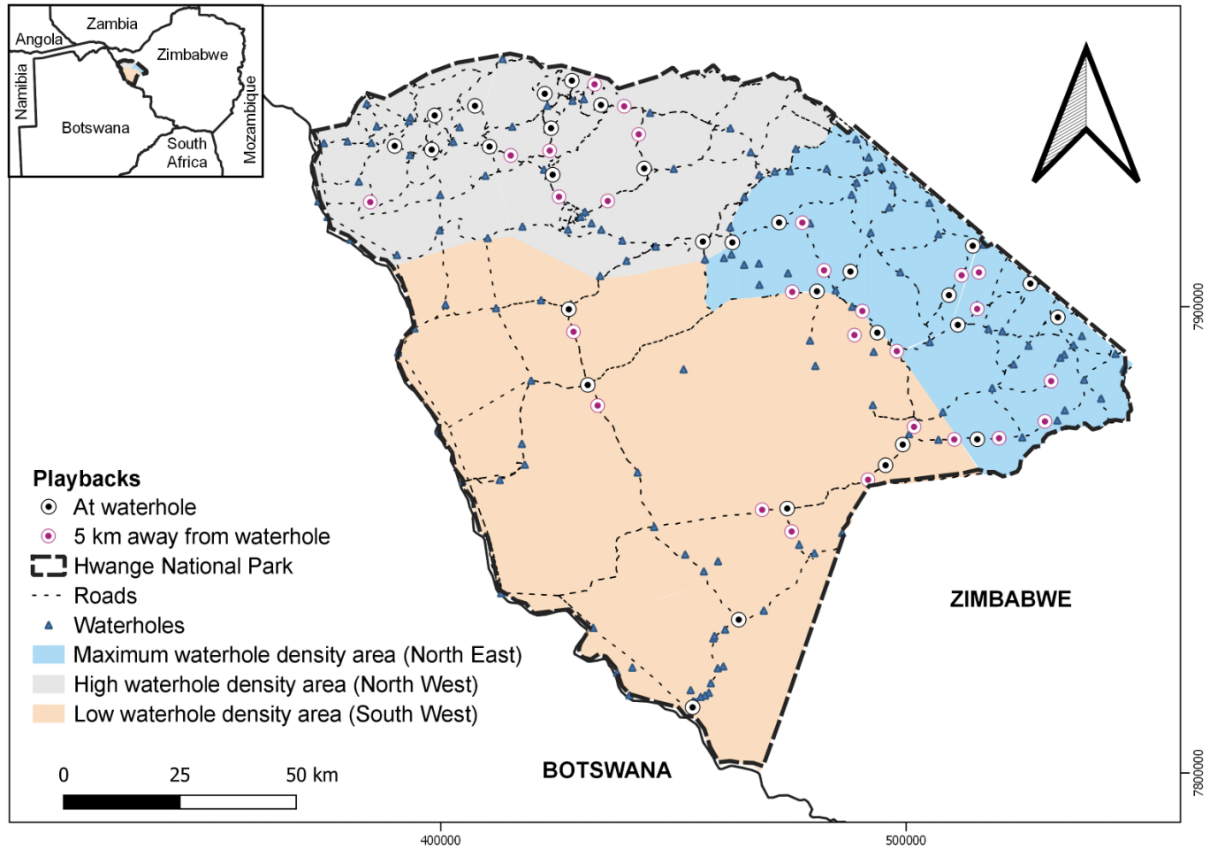 Zambia
Angola
Zimbabwe
Namibia
Botswana
Mozambique
South
Africa
7900000
Playbacks
At waterhole
5 km away from waterhole
Hwange National Park
Roads
Waterholes
Maximum waterhole density area (North East)
High waterhole density area (North West)
Low waterhole density area (South West)
ZIMBABWE
BOTSWANA
0 25 50 km
7800000
400000 500000